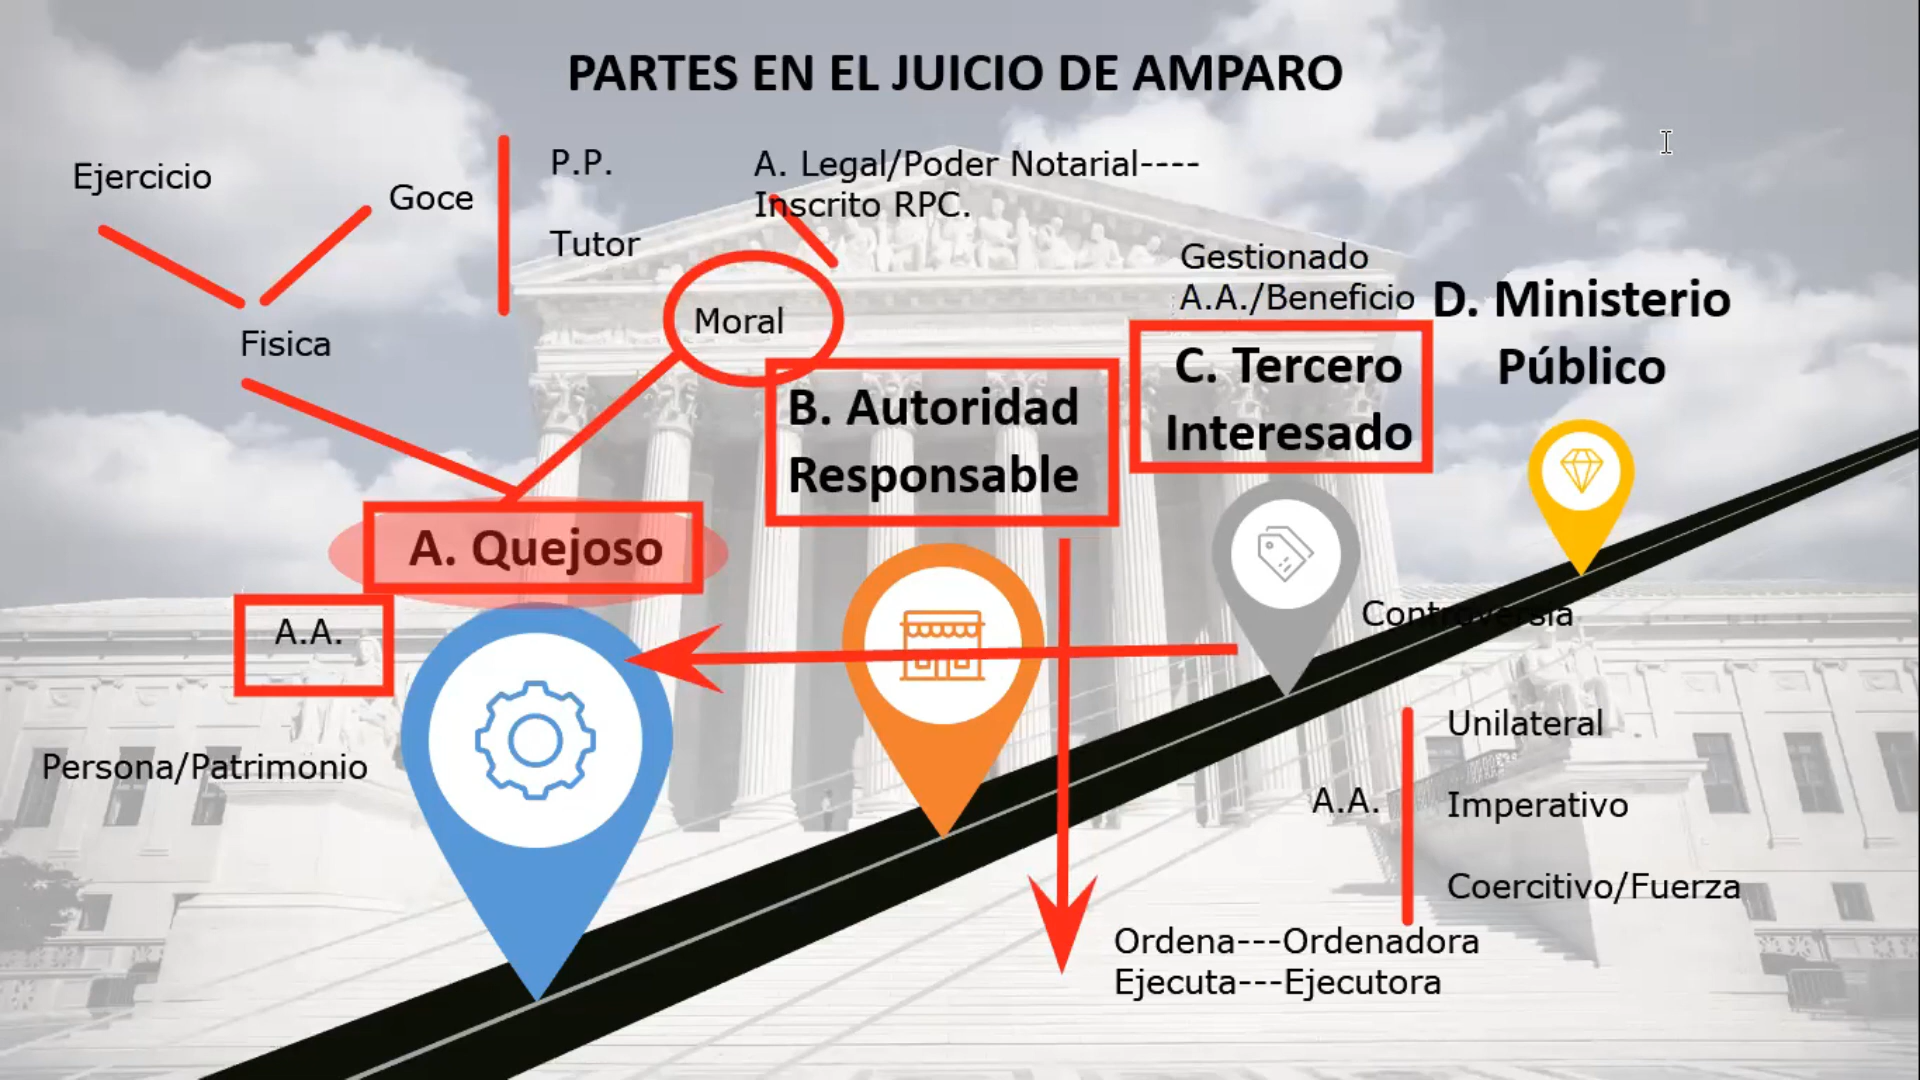 PARTES EN EL JUICIO DE AMPARO
Ejercicio
Goce
P.P.
Tutor
A. Legal/Poder Notarial----
Inscrito RPC.
Fisica
Moral
Gestionado
A.A./Beneficio
A. Quejoso
B. Autoridad
Responsable
C. Tercero
Interesado
D. Ministerio
Público
A.A.
Persona/Patrimonio
Controversia
A.A.
Unilateral
Imperativo
Coercitivo/Fuerza
Ordena---Ordenadora
Ejecuta---Ejecutora